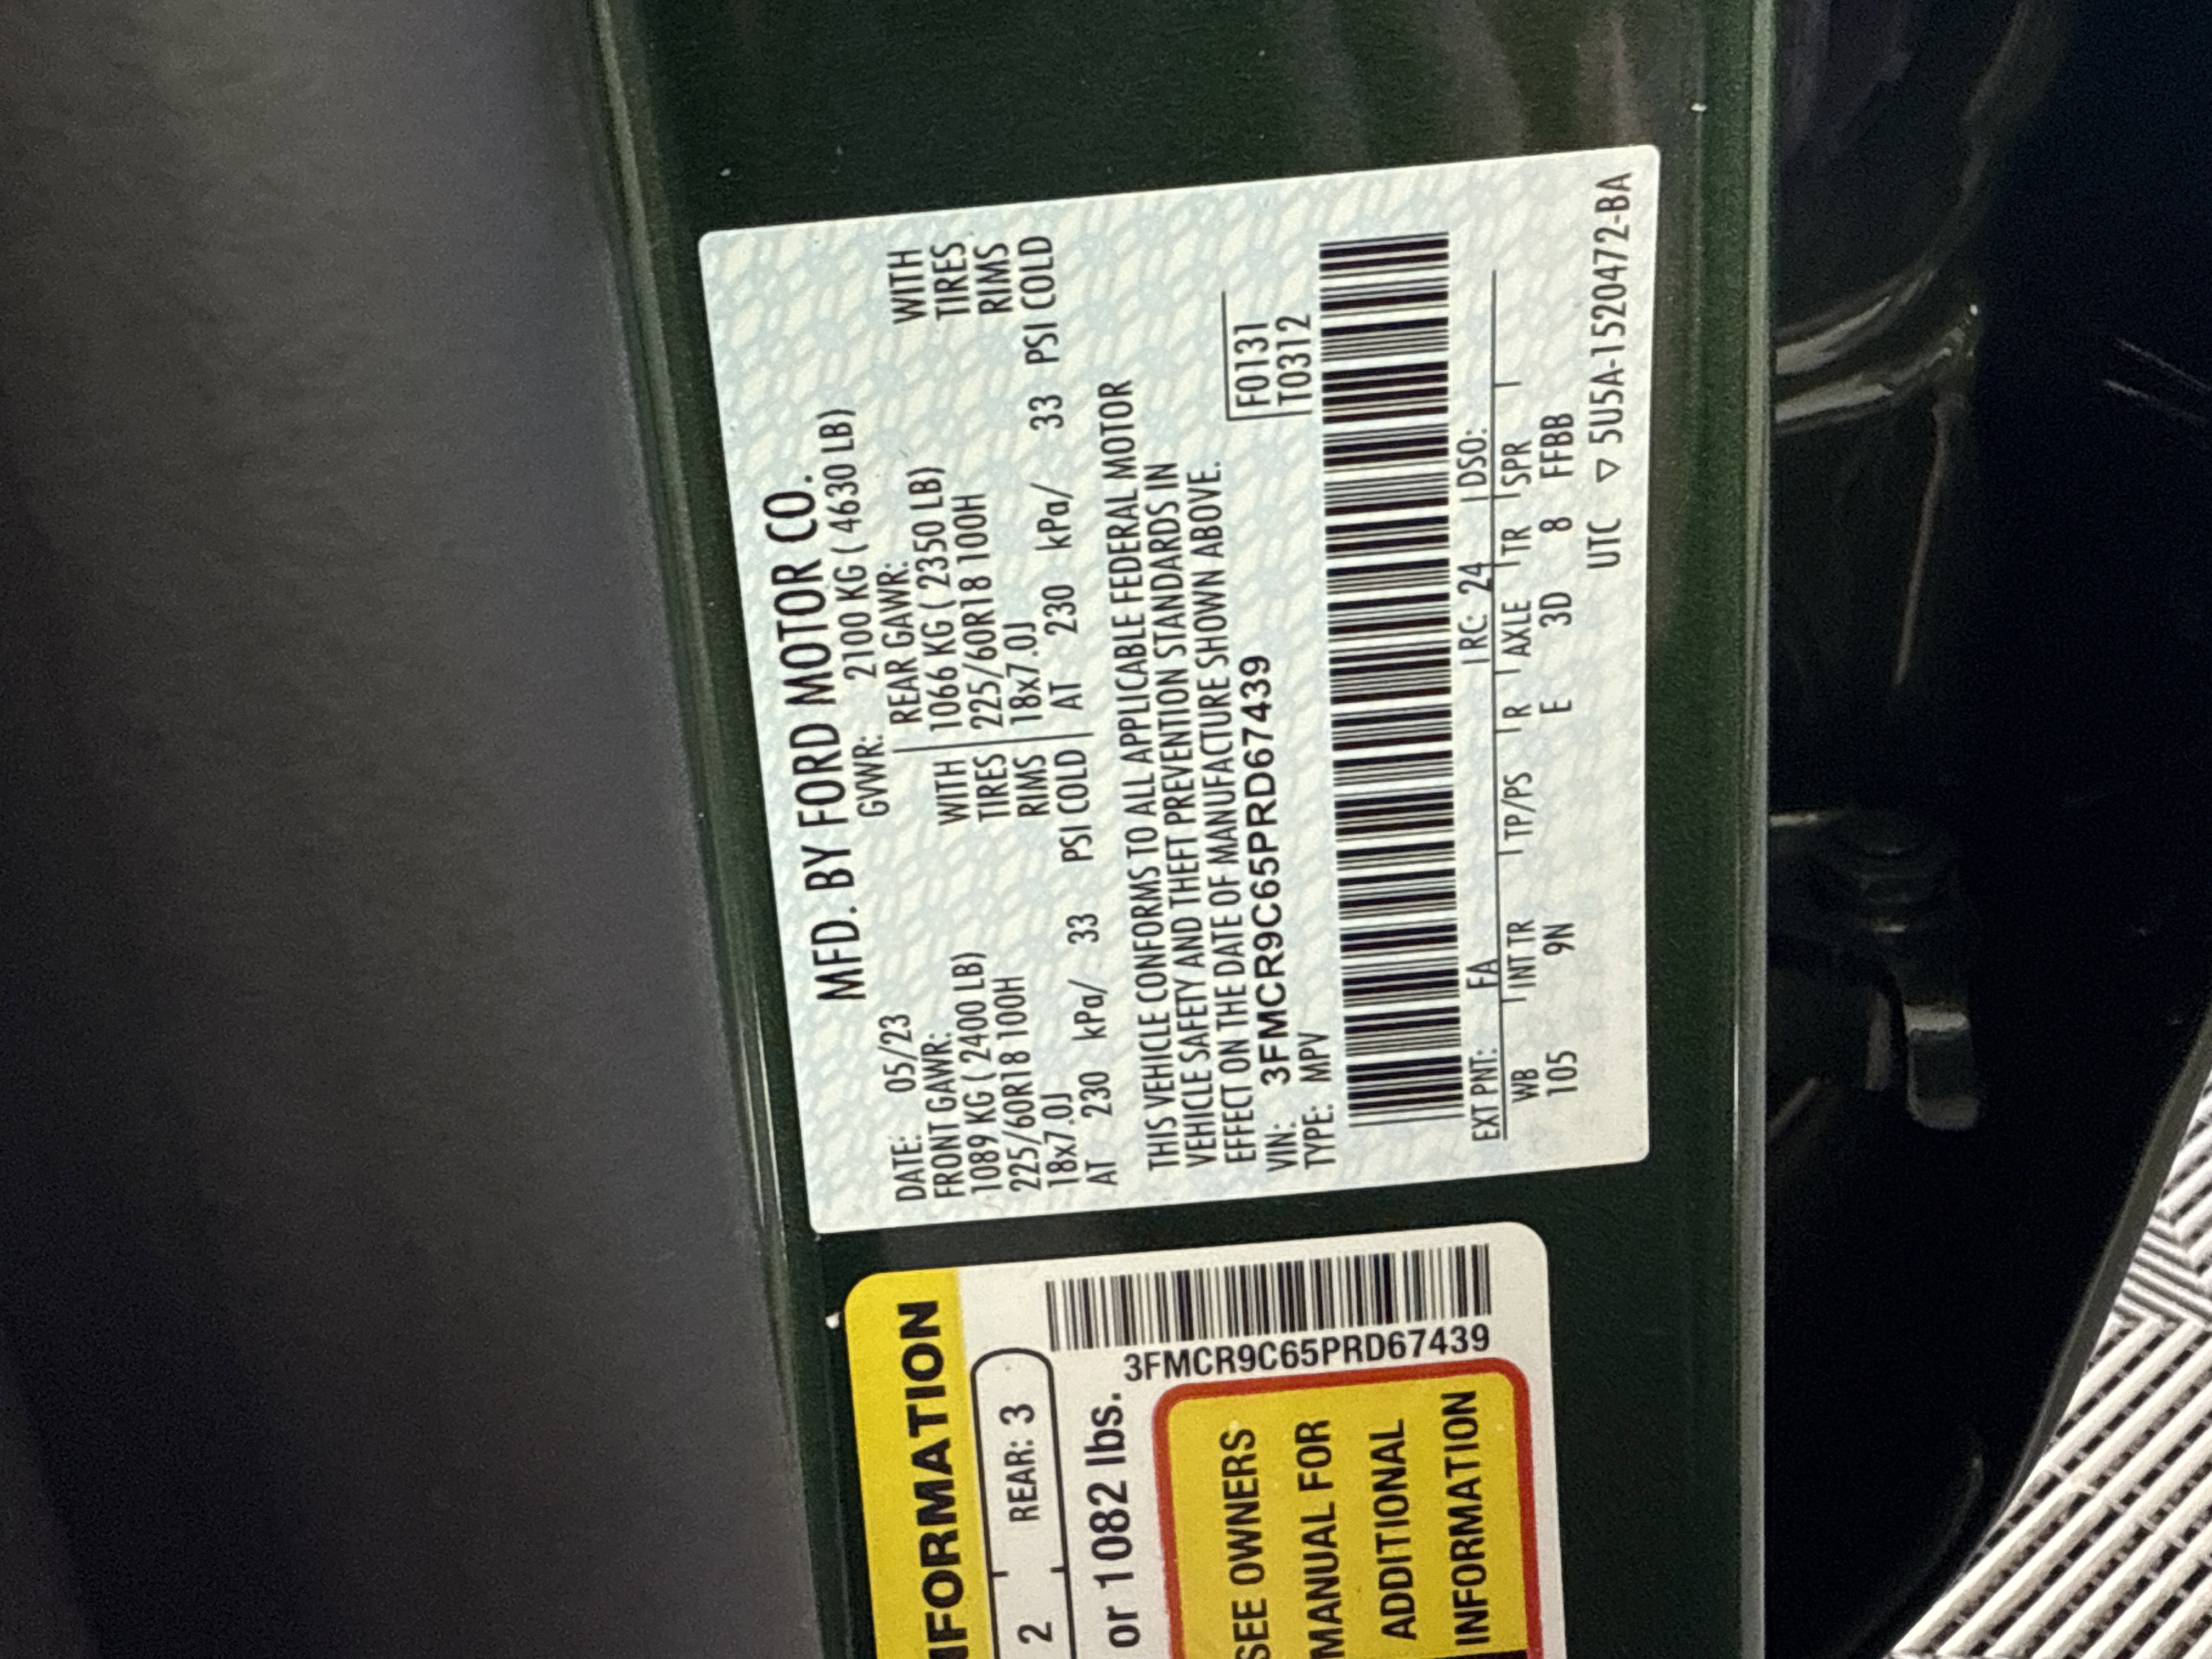 MFD. BY FORD MOTOR CO.
DATE: 05/23 GVWR: 2100 KG ( 4630 LB)
FRONT GAWR: REAR GAWR:
1089 KG ( 2400 LB) WITH 1066 KG ( 2350 LB) WITH
225/60R18 100H TIRES 225/60R18 100H TIRES
18x7.0J RIMS 18x7.0J RIMS
AT 230 kPa/ 33 PSI COLD AT 230 kPa/ 33 PSI COLD
THIS VEHICLE CONFORMS TO ALL APPLICABLE FEDERAL MOTOR
VEHICLE SAFETY AND THEFT PREVENTION STANDARDS IN
EFFECT ON THE DATE OF MANUFACTURE SHOWN ABOVE.
VIN: 3FMCR9C65PRD67439 F0131
TYPE: MPV T0312
EXT PNT: FA RC: 24 DSO:
WB INT TR TP/PS R AXLE TR SPR
105 9N E 3D 8 FFBB
UTC ▽ 5U5A-1520472-BA
NFORMATION
2 REAR: 3
or 1082 lbs.
3FMCR9C65PRD67439
SEE OWNERS
MANUAL FOR
ADDITIONAL
INFORMATION